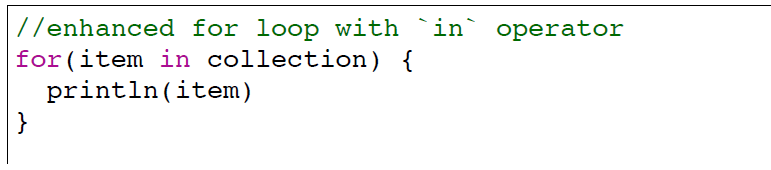 //enhanced for loop with `in` operator
for(item in collection) {
  println(item)
}